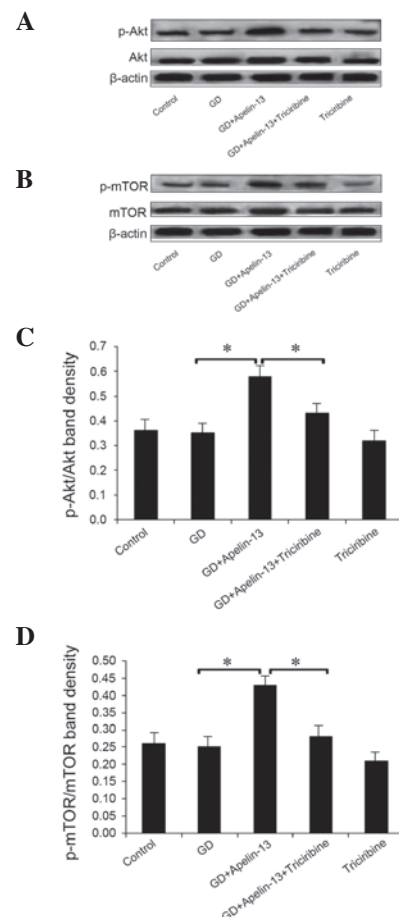 A
p-Akt
Akt
β-actin
Control
GD
GD+Apelin-13
GD+Apelin-13+Triciribine
Triciribine
B
p-mTOR
mTOR
β-actin
Control
GD
GD+Apelin-13
GD+Apelin-13+Triciribine
Triciribine
C
p-Akt/Akt band density
0.7
0.6
0.5
0.4
0.3
0.2
0.1
0.0
* *
Control
GD
GD+Apelin-13
GD+Apelin-13+Triciribine
Triciribine
D
p-mTOR/mTOR band density
0.50
0.45
0.40
0.35
0.30
0.25
0.20
0.15
0.10
0.05
0.00
* *
Control
GD
GD+Apelin-13
GD+Apelin-13+Triciribine
Triciribine